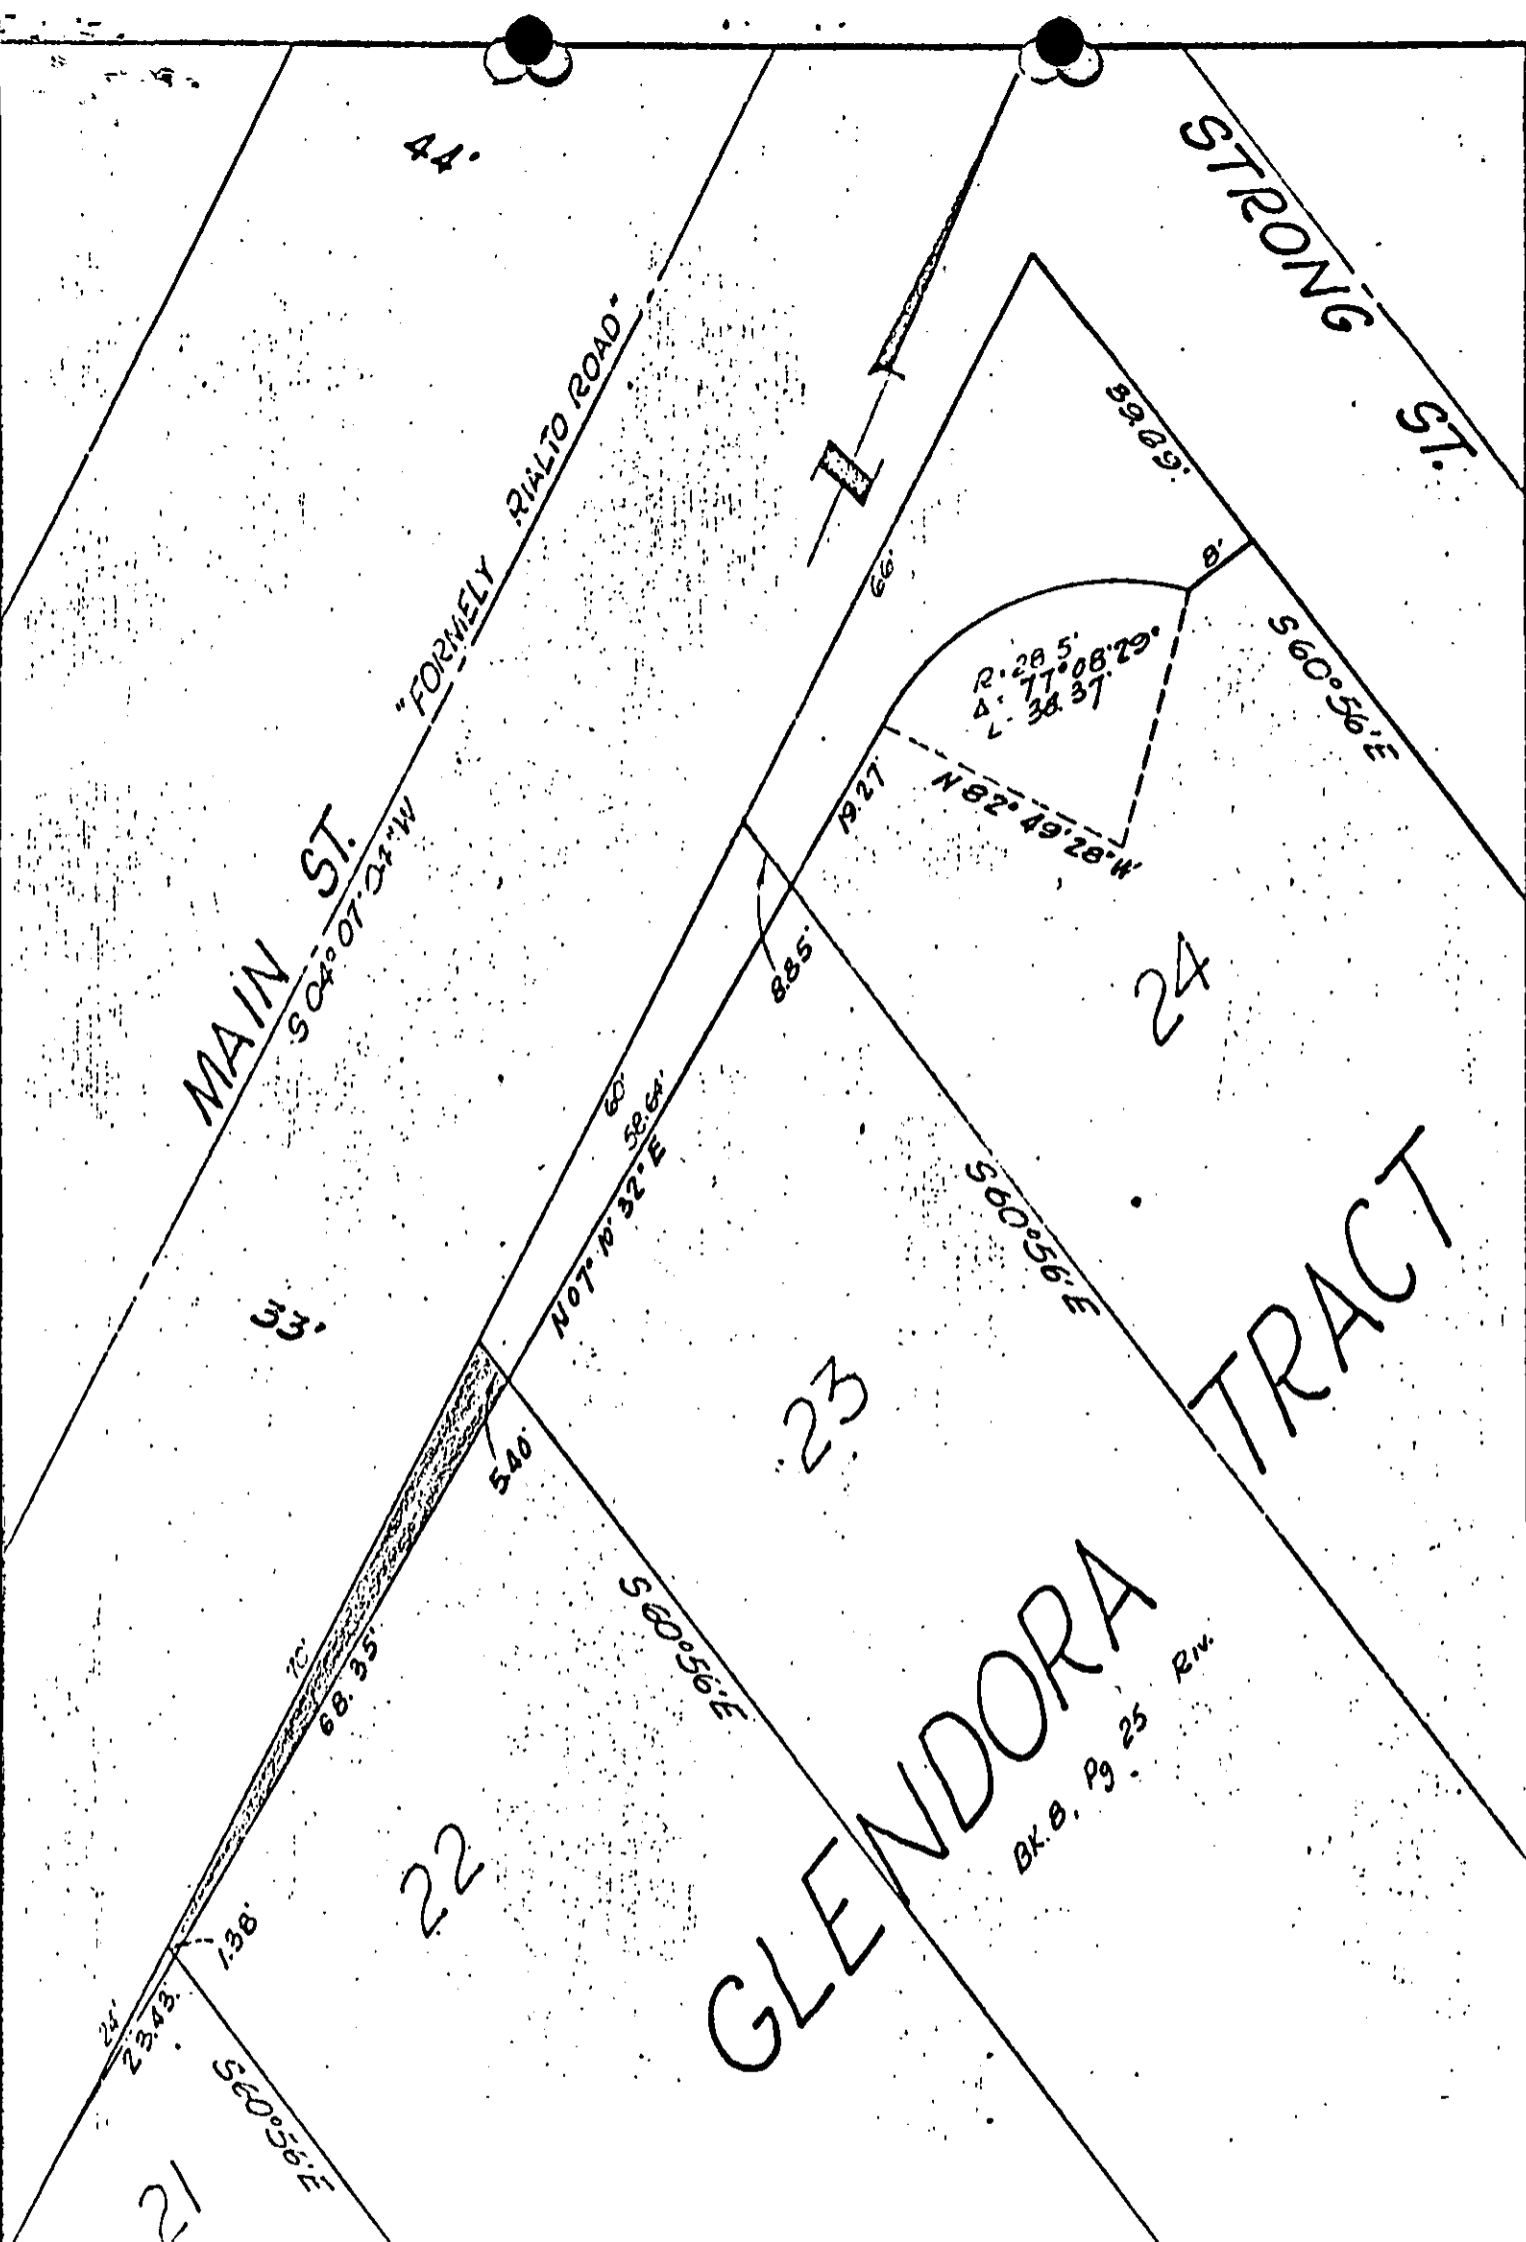 44'
STRONG ST.
"FORMELY RIALTO ROAD"
39.69'
8'
66'
S 60°56' E
R. 28.5'
Δ: 77°08'29"
L- 38.37'
19.27'
N 82° 49' 28" W
MAIN ST.
S 04° 07' 04" W
8.85'
24
60'
58.64'
N 07° 10' 32" E
S 60°56' E
TRACT
33'
23
5.40'
S 60°56' E
70'
68.35'
GLENDORA
BK. 8, Pg. 25 Riv.
22
1.38'
24'
23.43'
S 60°56' E
21